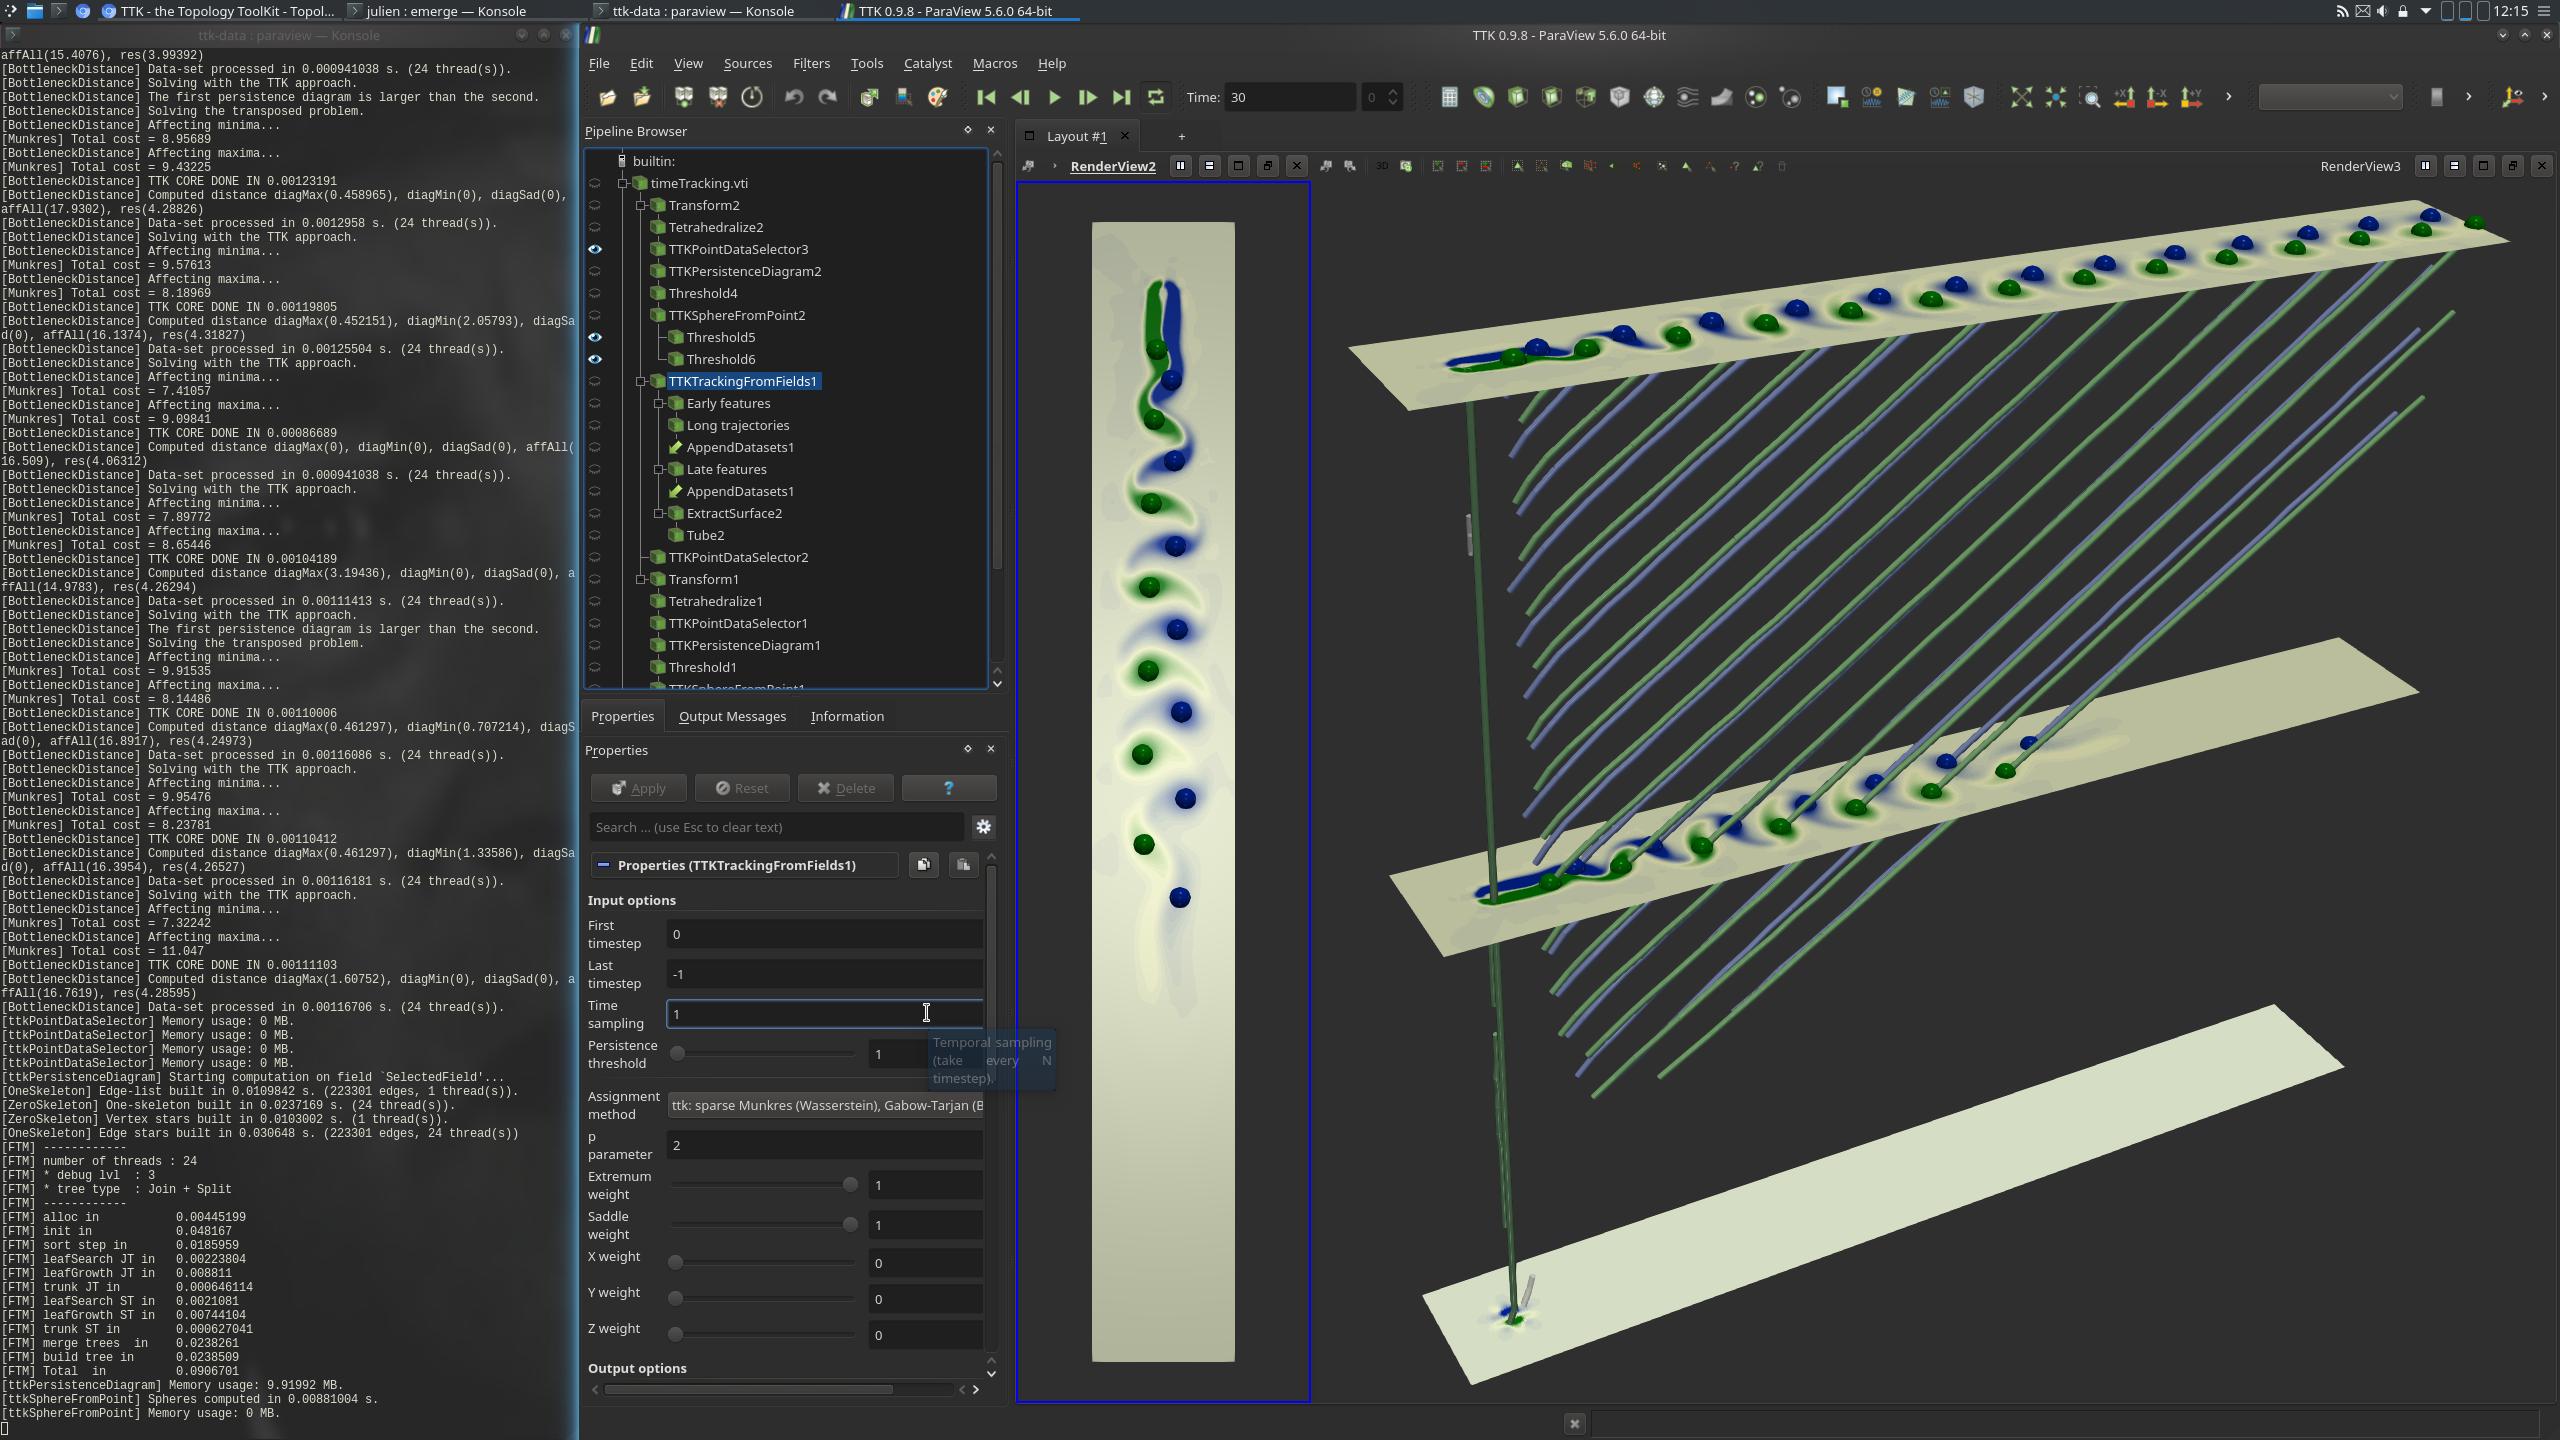 TTK - the Topology ToolKit - Topol...
julien : emerge — Konsole
ttk-data : paraview — Konsole
TTK 0.9.8 - ParaView 5.6.0 64-bit
12:15
ttk-data : paraview — Konsole
affAll(15.4076), res(3.99392)
[BottleneckDistance] Data-set processed in 0.000941038 s. (24 thread(s)).
[BottleneckDistance] Solving with the TTK approach.
[BottleneckDistance] The first persistence diagram is larger than the second.
[BottleneckDistance] Solving the transposed problem.
[BottleneckDistance] Affecting minima...
[Munkres] Total cost = 8.95689
[BottleneckDistance] Affecting maxima...
[Munkres] Total cost = 9.43225
[BottleneckDistance] TTK CORE DONE IN 0.00123191
[BottleneckDistance] Computed distance diagMax(0.458965), diagMin(0), diagSad(0),
affAll(17.9302), res(4.28826)
[BottleneckDistance] Data-set processed in 0.0012958 s. (24 thread(s)).
[BottleneckDistance] Solving with the TTK approach.
[BottleneckDistance] Affecting minima...
[Munkres] Total cost = 9.57613
[BottleneckDistance] Affecting maxima...
[Munkres] Total cost = 8.18969
[BottleneckDistance] TTK CORE DONE IN 0.00119805
[BottleneckDistance] Computed distance diagMax(0.452151), diagMin(2.05793), diagSa
d(0), affAll(16.1374), res(4.31827)
[BottleneckDistance] Data-set processed in 0.00125504 s. (24 thread(s)).
[BottleneckDistance] Solving with the TTK approach.
[BottleneckDistance] Affecting minima...
[Munkres] Total cost = 7.41057
[BottleneckDistance] Affecting maxima...
[Munkres] Total cost = 9.09841
[BottleneckDistance] TTK CORE DONE IN 0.00086689
[BottleneckDistance] Computed distance diagMax(0), diagMin(0), diagSad(0), affAll(
16.509), res(4.06312)
[BottleneckDistance] Data-set processed in 0.000941038 s. (24 thread(s)).
[BottleneckDistance] Solving with the TTK approach.
[BottleneckDistance] Affecting minima...
[Munkres] Total cost = 7.89772
[BottleneckDistance] Affecting maxima...
[Munkres] Total cost = 8.65446
[BottleneckDistance] TTK CORE DONE IN 0.00104189
[BottleneckDistance] Computed distance diagMax(3.19436), diagMin(0), diagSad(0), a
ffAll(14.9783), res(4.26294)
[BottleneckDistance] Data-set processed in 0.00111413 s. (24 thread(s)).
[BottleneckDistance] Solving with the TTK approach.
[BottleneckDistance] The first persistence diagram is larger than the second.
[BottleneckDistance] Solving the transposed problem.
[BottleneckDistance] Affecting minima...
[Munkres] Total cost = 9.91535
[BottleneckDistance] Affecting maxima...
[Munkres] Total cost = 8.14486
[BottleneckDistance] TTK CORE DONE IN 0.00110006
[BottleneckDistance] Computed distance diagMax(0.461297), diagMin(0.707214), diagS
ad(0), affAll(16.8917), res(4.24973)
[BottleneckDistance] Data-set processed in 0.00116086 s. (24 thread(s)).
[BottleneckDistance] Solving with the TTK approach.
[BottleneckDistance] Affecting minima...
[Munkres] Total cost = 9.95476
[BottleneckDistance] Affecting maxima...
[Munkres] Total cost = 8.23781
[BottleneckDistance] TTK CORE DONE IN 0.00110412
[BottleneckDistance] Computed distance diagMax(0.461297), diagMin(1.33586), diagSa
d(0), affAll(16.3954), res(4.26527)
[BottleneckDistance] Data-set processed in 0.00116181 s. (24 thread(s)).
[BottleneckDistance] Solving with the TTK approach.
[BottleneckDistance] Affecting minima...
[Munkres] Total cost = 7.32242
[BottleneckDistance] Affecting maxima...
[Munkres] Total cost = 11.047
[BottleneckDistance] TTK CORE DONE IN 0.00111103
[BottleneckDistance] Computed distance diagMax(1.60752), diagMin(0), diagSad(0), a
ffAll(16.7619), res(4.28595)
[BottleneckDistance] Data-set processed in 0.00116706 s. (24 thread(s)).
[ttkPointDataSelector] Memory usage: 0 MB.
[ttkPointDataSelector] Memory usage: 0 MB.
[ttkPointDataSelector] Memory usage: 0 MB.
[ttkPointDataSelector] Memory usage: 0 MB.
[ttkPersistenceDiagram] Starting computation on field `SelectedField'...
[OneSkeleton] Edge-list built in 0.0109842 s. (223301 edges, 1 thread(s)).
[ZeroSkeleton] One-skeleton built in 0.0237169 s. (24 thread(s)).
[ZeroSkeleton] Vertex stars built in 0.0103002 s. (1 thread(s)).
[OneSkeleton] Edge stars built in 0.030648 s. (223301 edges, 24 thread(s))
[FTM] ------------
[FTM] number of threads : 24
[FTM] * debug lvl  : 3
[FTM] * tree type  : Join + Split
[FTM] ------------
[FTM] alloc in 0.00445199
[FTM] init in 0.048167
[FTM] sort step in 0.0185959
[FTM] leafSearch JT in 0.00223804
[FTM] leafGrowth JT in 0.008811
[FTM] trunk JT in 0.000646114
[FTM] leafSearch ST in 0.0021081
[FTM] leafGrowth ST in 0.00744104
[FTM] trunk ST in 0.000627041
[FTM] merge trees  in 0.0238261
[FTM] build tree in 0.0238509
[FTM] Total  in 0.0906701
[ttkPersistenceDiagram] Memory usage: 9.91992 MB.
[ttkSphereFromPoint] Spheres computed in 0.00881004 s.
[ttkSphereFromPoint] Memory usage: 0 MB.
TTK 0.9.8 - ParaView 5.6.0 64-bit
File Edit View Sources Filters Tools Catalyst Macros Help
Time: 30 0
Pipeline Browser
builtin:
timeTracking.vti
Transform2
Tetrahedralize2
TTKPointDataSelector3
TTKPersistenceDiagram2
Threshold4
TTKSphereFromPoint2
Threshold5
Threshold6
TTKTrackingFromFields1
Early features
Long trajectories
AppendDatasets1
Late features
AppendDatasets1
ExtractSurface2
Tube2
TTKPointDataSelector2
Transform1
Tetrahedralize1
TTKPointDataSelector1
TTKPersistenceDiagram1
Threshold1
TTKSphereFromPoint1
Properties Output Messages Information
Properties
Apply Reset Delete ?
Search ... (use Esc to clear text)
Properties (TTKTrackingFromFields1)
Input options
First
timestep 0
Last
timestep -1
Time
sampling 1
Persistence
threshold 1
Temporal sampling
(take every N
timestep).
Assignment
method ttk: sparse Munkres (Wasserstein), Gabow-Tarjan (B
p
parameter 2
Extremum
weight 1
Saddle
weight 1
X weight 0
Y weight 0
Z weight 0
Output options
Layout #1 +
RenderView2 3D
RenderView3